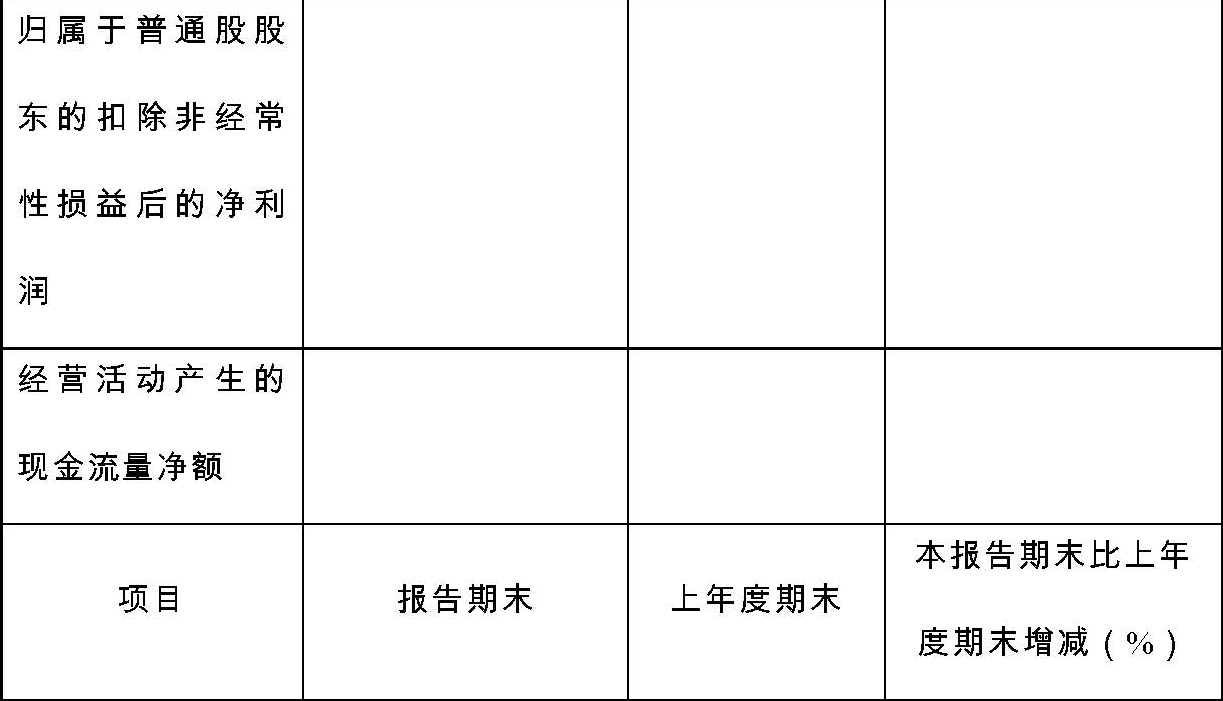 归属于普通股股
东的扣除非经常
性损益后的净利
润
经营活动产生的
现金流量净额
项目
报告期末
上年度期末
本报告期末比上年
度期末增减（%）